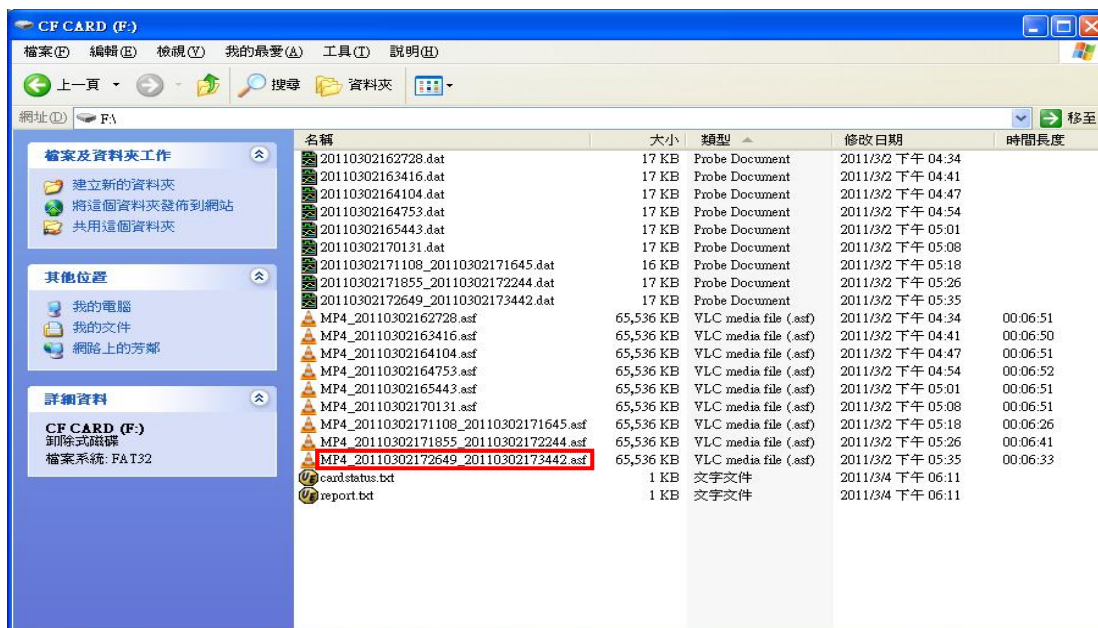 CF CARD (F:)
檔案(F) 編輯(E) 檢視(V) 我的最愛(A) 工具(T) 說明(H)
上一頁 搜尋 資料夾
網址(D) F:\ 移至
檔案及資料夾工作
建立新的資料夾
將這個資料夾發佈到網站
共用這個資料夾
其他位置
我的電腦
我的文件
網路上的芳鄰
詳細資料
CF CARD (F:)
卸除式磁碟
檔案系統: FAT32
名稱 大小 類型 修改日期 時間長度
20110302162728.dat 17 KB Probe Document 2011/3/2 下午 04:34
20110302163416.dat 17 KB Probe Document 2011/3/2 下午 04:41
20110302164104.dat 17 KB Probe Document 2011/3/2 下午 04:47
20110302164753.dat 17 KB Probe Document 2011/3/2 下午 04:54
20110302165443.dat 17 KB Probe Document 2011/3/2 下午 05:01
20110302170131.dat 17 KB Probe Document 2011/3/2 下午 05:08
20110302171108_20110302171645.dat 16 KB Probe Document 2011/3/2 下午 05:18
20110302171855_20110302172244.dat 17 KB Probe Document 2011/3/2 下午 05:26
20110302172649_20110302173442.dat 17 KB Probe Document 2011/3/2 下午 05:35
MP4_20110302162728.asf 65,536 KB VLC media file (.asf) 2011/3/2 下午 04:34 00:06:51
MP4_20110302163416.asf 65,536 KB VLC media file (.asf) 2011/3/2 下午 04:41 00:06:50
MP4_20110302164104.asf 65,536 KB VLC media file (.asf) 2011/3/2 下午 04:47 00:06:51
MP4_20110302164753.asf 65,536 KB VLC media file (.asf) 2011/3/2 下午 04:54 00:06:52
MP4_20110302165443.asf 65,536 KB VLC media file (.asf) 2011/3/2 下午 05:01 00:06:51
MP4_20110302170131.asf 65,536 KB VLC media file (.asf) 2011/3/2 下午 05:08 00:06:51
MP4_20110302171108_20110302171645.asf 65,536 KB VLC media file (.asf) 2011/3/2 下午 05:18 00:06:26
MP4_20110302171855_20110302172244.asf 65,536 KB VLC media file (.asf) 2011/3/2 下午 05:26 00:06:41
MP4_20110302172649_20110302173442.asf 65,536 KB VLC media file (.asf) 2011/3/2 下午 05:35 00:06:33
cardstatus.txt 1 KB 文字文件 2011/3/4 下午 06:11
report.txt 1 KB 文字文件 2011/3/4 下午 06:11